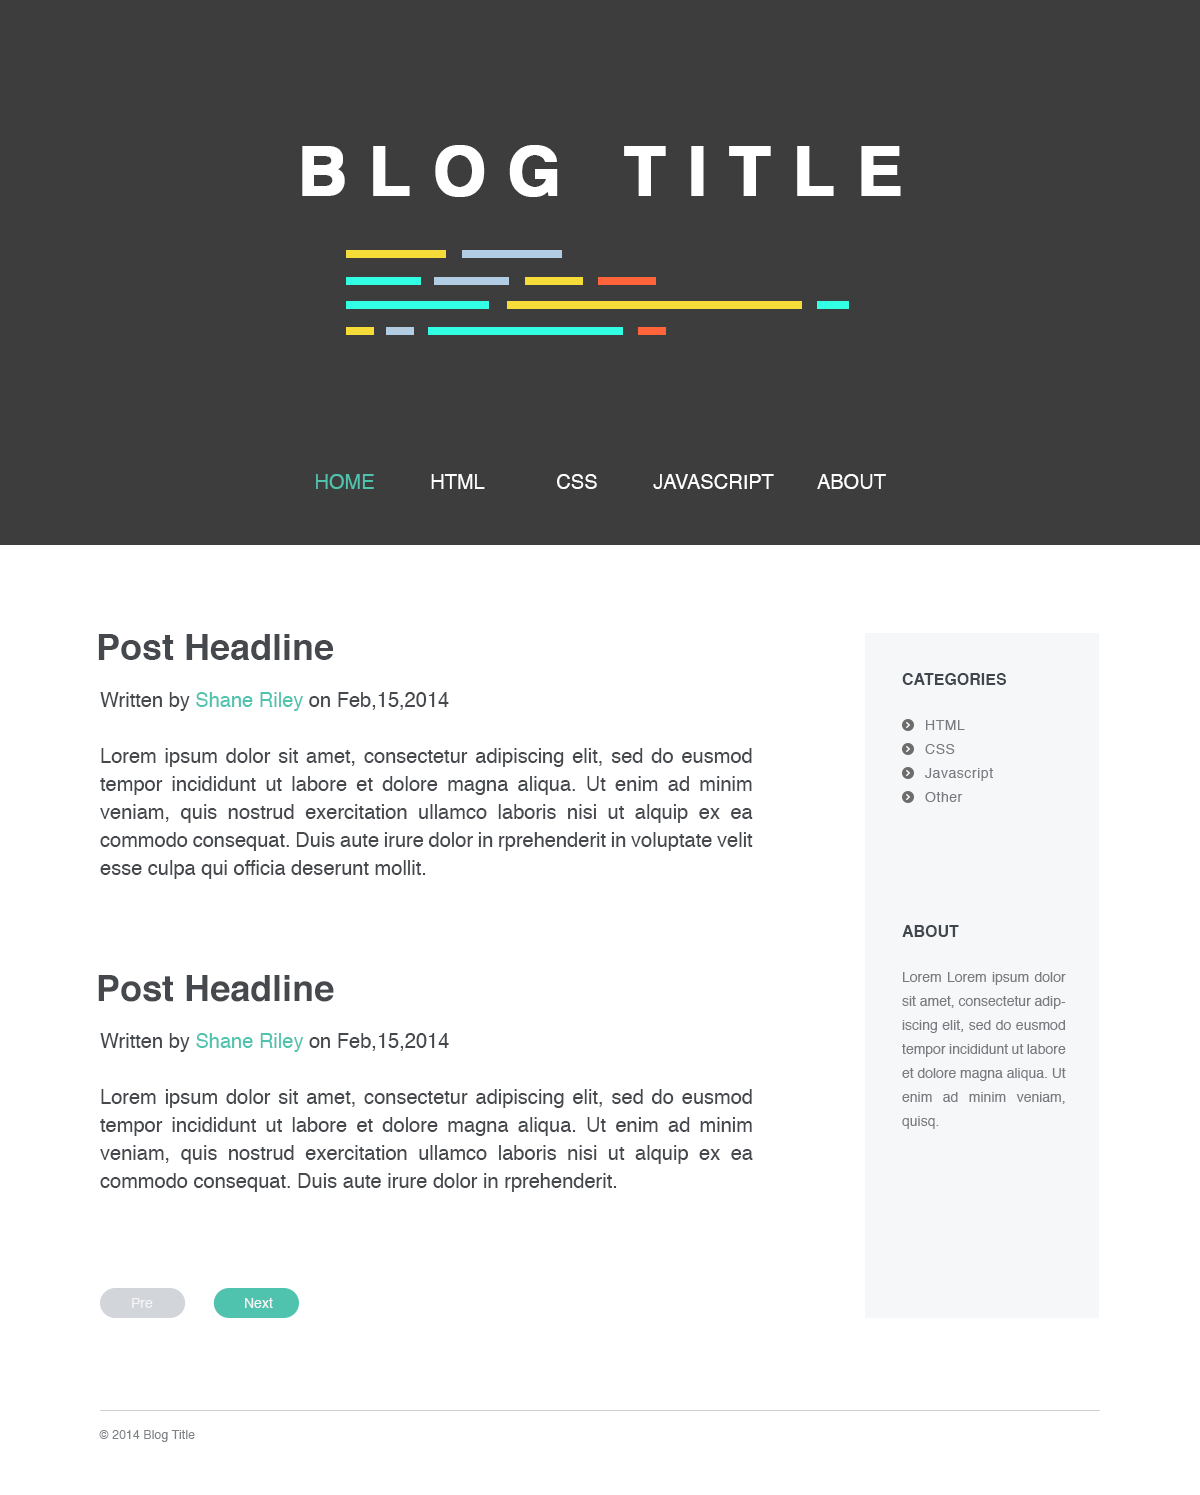 BLOG TITLE
HOME HTML CSS JAVASCRIPT ABOUT
Post Headline
Written by Shane Riley on Feb,15,2014
Lorem ipsum dolor sit amet, consectetur adipiscing elit, sed do eusmod
tempor incididunt ut labore et dolore magna aliqua. Ut enim ad minim
veniam, quis nostrud exercitation ullamco laboris nisi ut alquip ex ea
commodo consequat. Duis aute irure dolor in rprehenderit in voluptate velit
esse culpa qui officia deserunt mollit.
Post Headline
Written by Shane Riley on Feb,15,2014
Lorem ipsum dolor sit amet, consectetur adipiscing elit, sed do eusmod
tempor incididunt ut labore et dolore magna aliqua. Ut enim ad minim
veniam, quis nostrud exercitation ullamco laboris nisi ut alquip ex ea
commodo consequat. Duis aute irure dolor in rprehenderit.
Pre Next
CATEGORIES
HTML
CSS
Javascript
Other
ABOUT
Lorem Lorem ipsum dolor
sit amet, consectetur adip-
iscing elit, sed do eusmod
tempor incididunt ut labore
et dolore magna aliqua. Ut
enim ad minim veniam,
quisq.
© 2014 Blog Title